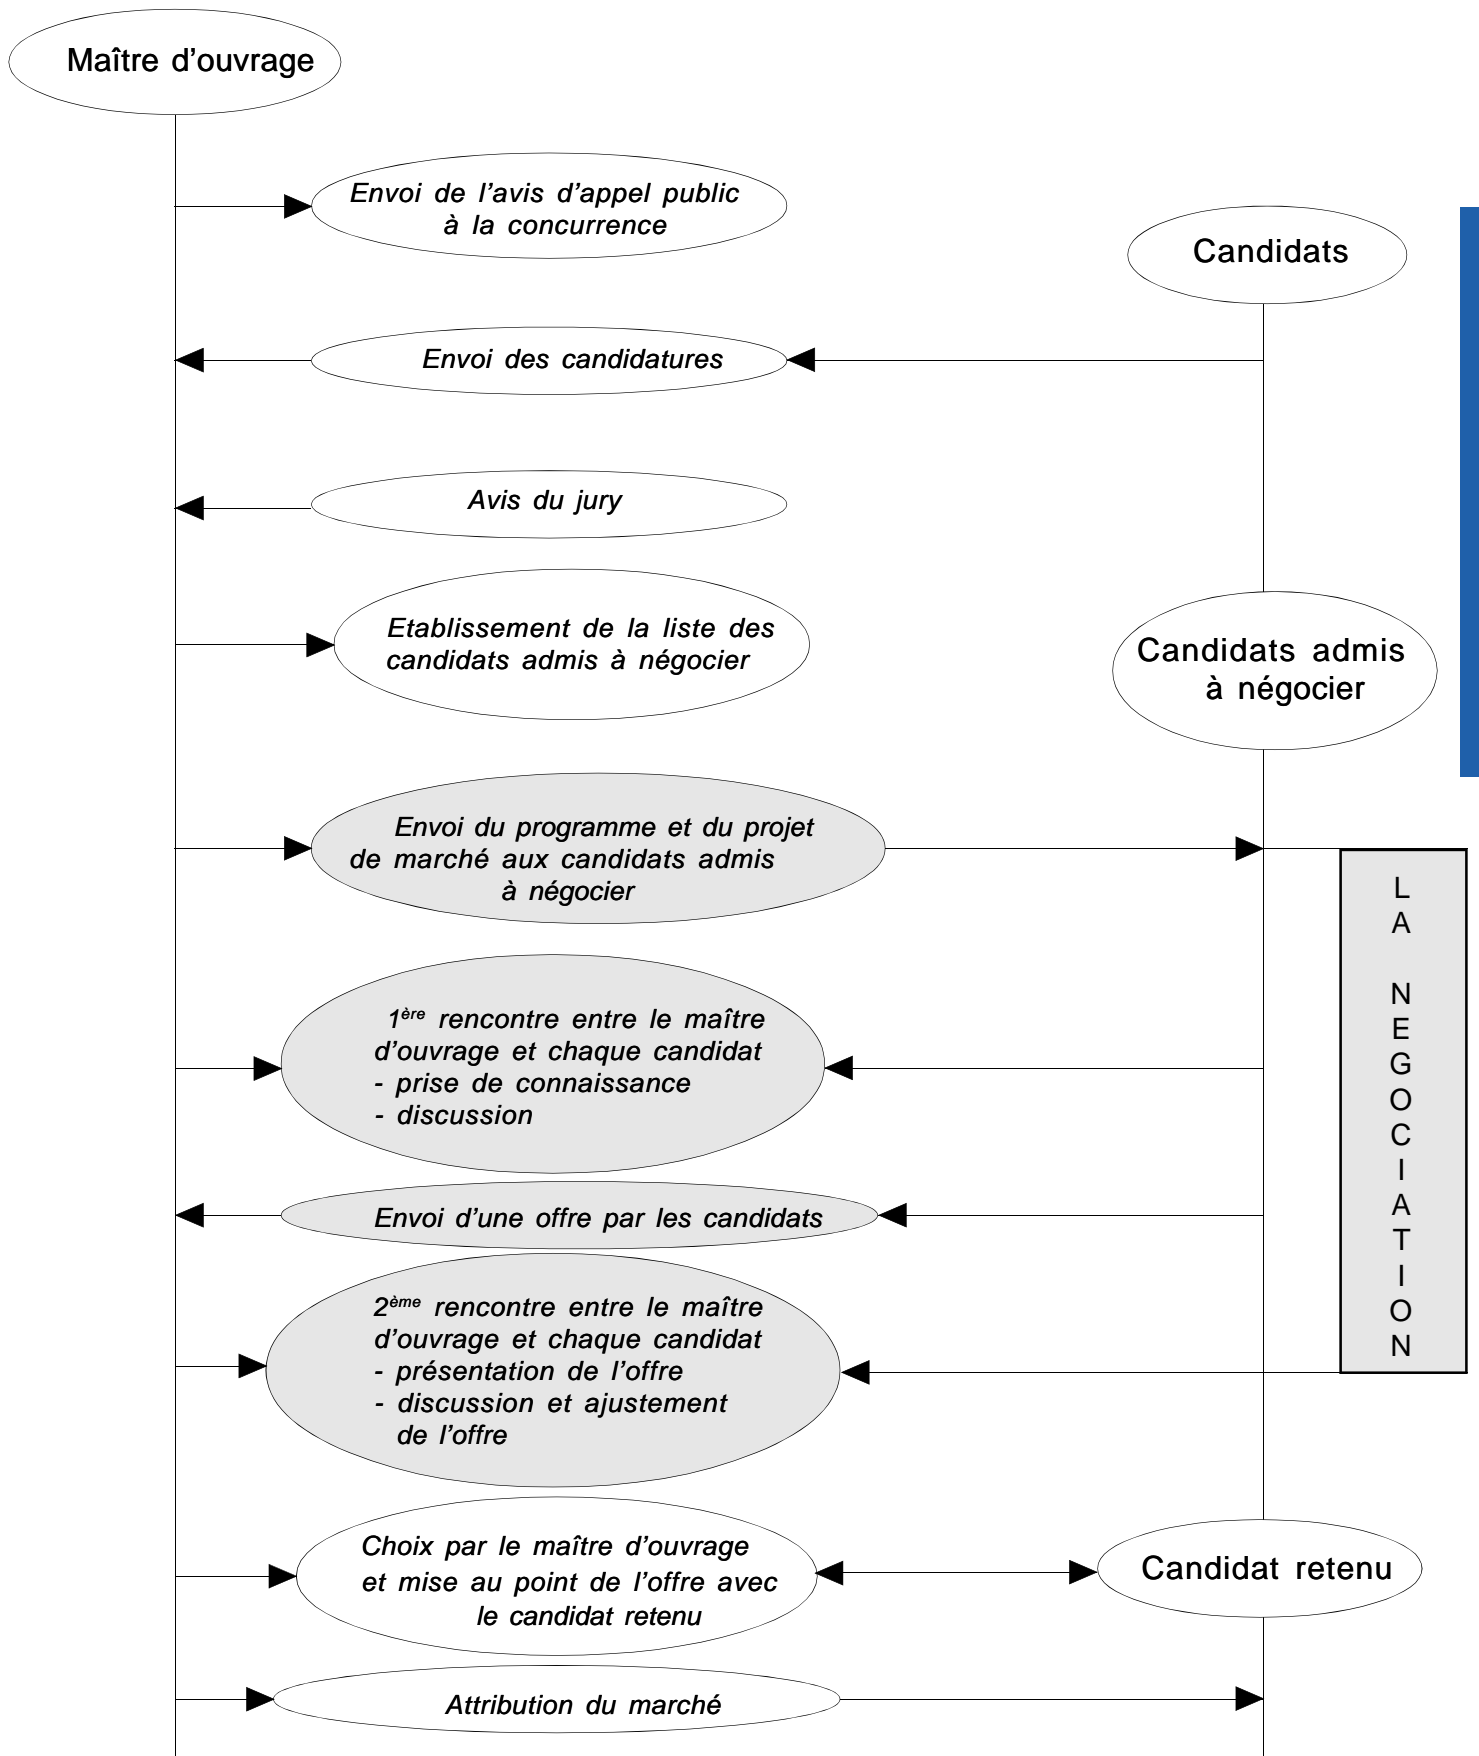 Maître d'ouvrage
Envoi de l'avis d'appel public
à la concurrence
Candidats
Envoi des candidatures
Avis du jury
Etablissement de la liste des
candidats admis à négocier
Candidats admis
à négocier
Envoi du programme et du projet
de marché aux candidats admis
à négocier
1ère rencontre entre le maître
d'ouvrage et chaque candidat
- prise de connaissance
- discussion
Envoi d'une offre par les candidats
2ème rencontre entre le maître
d'ouvrage et chaque candidat
- présentation de l'offre
- discussion et ajustement
de l'offre
L
A
N
E
G
O
C
I
A
T
I
O
N
Choix par le maître d'ouvrage
et mise au point de l'offre avec
le candidat retenu
Candidat retenu
Attribution du marché